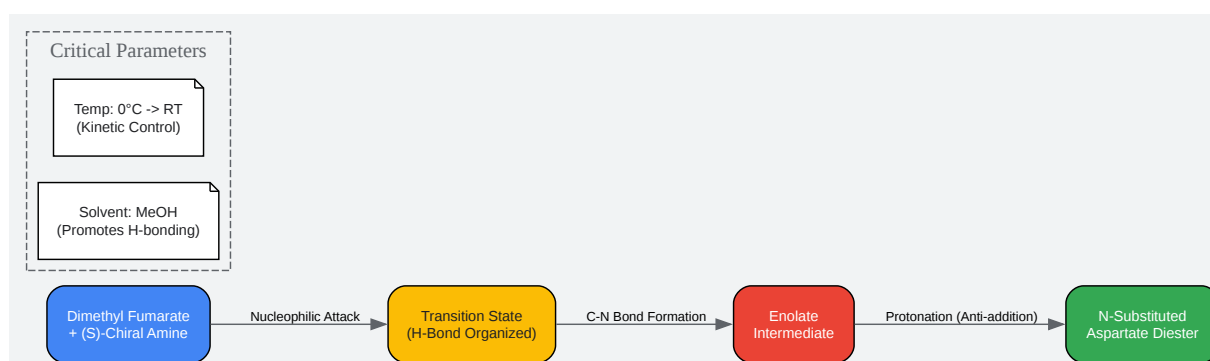 Critical Parameters
Temp: 0°C -> RT
(Kinetic Control)
Solvent: MeOH
(Promotes H-bonding)
Dimethyl Fumarate
+ (S)-Chiral Amine
Nucleophilic Attack
Transition State
(H-Bond Organized)
C-N Bond Formation
Enolate
Intermediate
Protonation (Anti-addition)
N-Substituted
Aspartate Diester